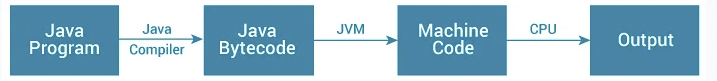 Java
Program
Java
Compiler
Java
Bytecode
JVM
Machine
Code
CPU
Output